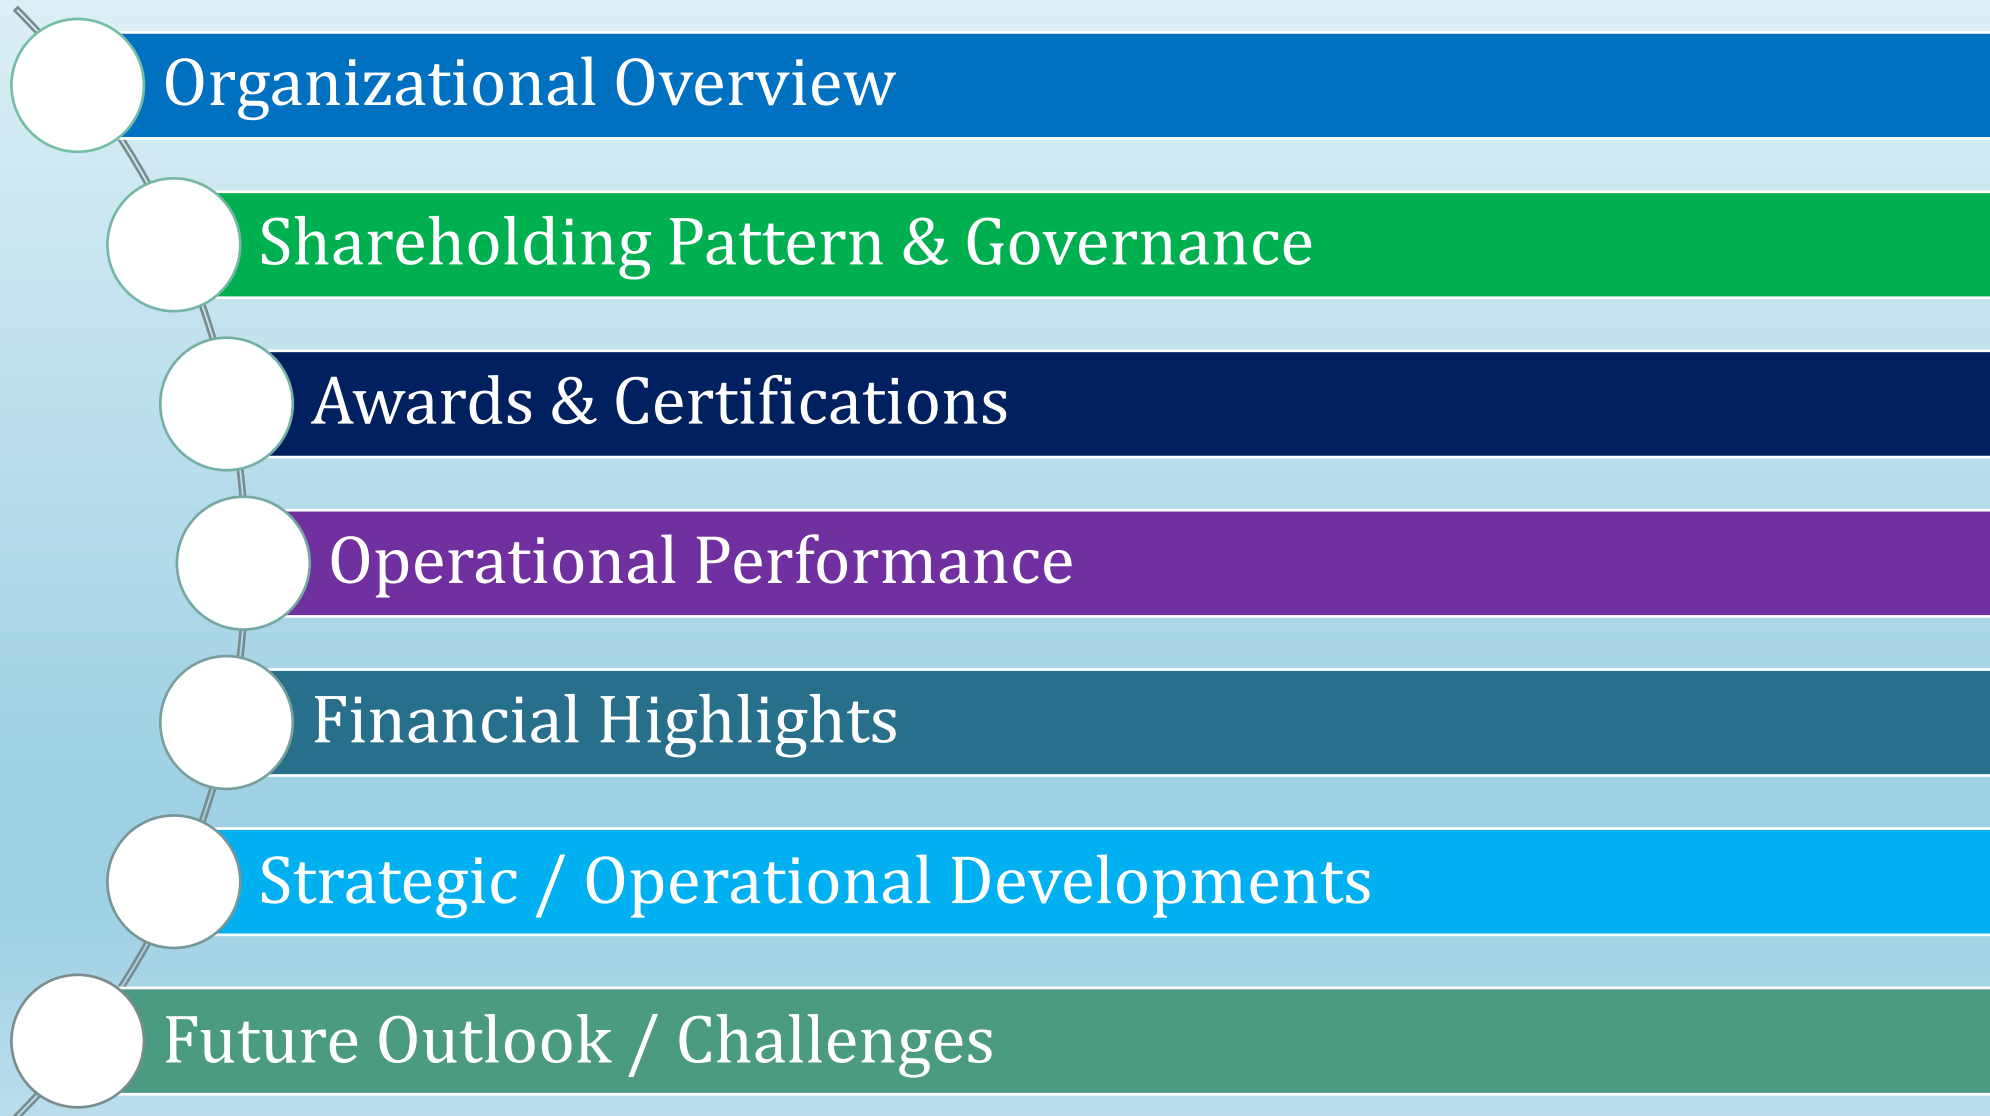 Organizational Overview
Shareholding Pattern & Governance
Awards & Certifications
Operational Performance
Financial Highlights
Strategic / Operational Developments
Future Outlook / Challenges